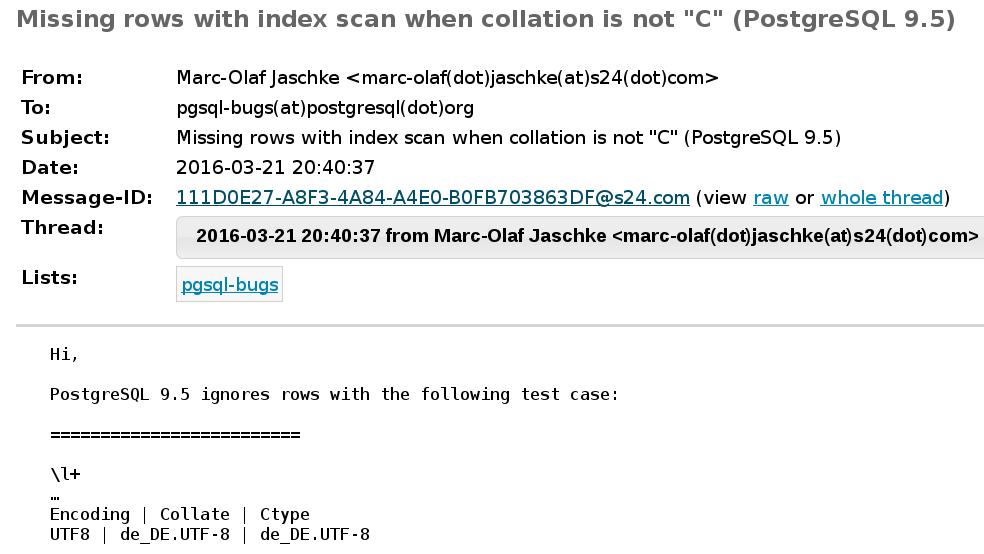 Missing rows with index scan when collation is not "C" (PostgreSQL 9.5)
From: Marc-Olaf Jaschke <marc-olaf(dot)jaschke(at)s24(dot)com>
To: pgsql-bugs(at)postgresql(dot)org
Subject: Missing rows with index scan when collation is not "C" (PostgreSQL 9.5)
Date: 2016-03-21 20:40:37
Message-ID: 111D0E27-A8F3-4A84-A4E0-B0FB703863DF@s24.com (view raw or whole thread)
Thread: 2016-03-21 20:40:37 from Marc-Olaf Jaschke <marc-olaf(dot)jaschke(at)s24(dot)com>
Lists: pgsql-bugs
Hi,
PostgreSQL 9.5 ignores rows with the following test case:
=========================
\l+
…
Encoding | Collate | Ctype
UTF8 | de_DE.UTF-8 | de_DE.UTF-8